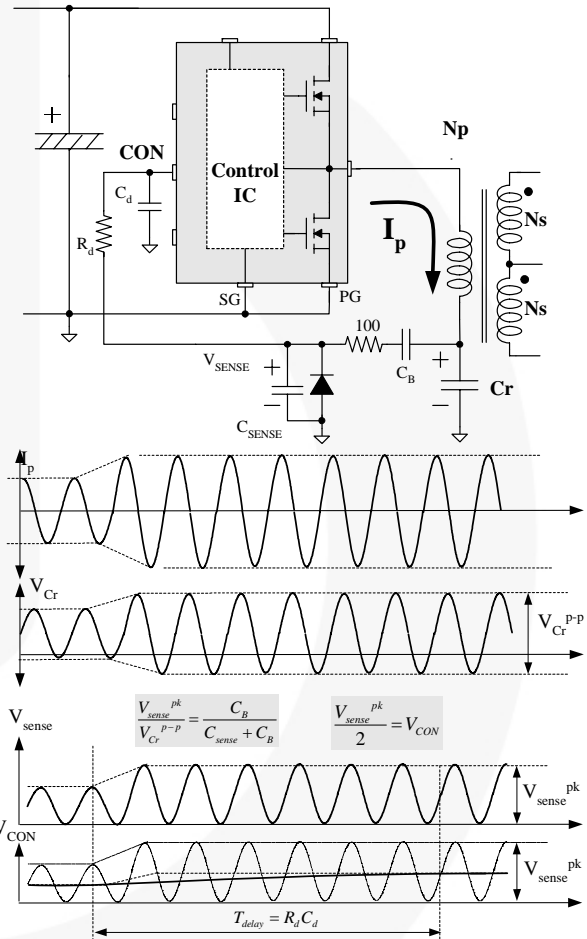 +
CON
Control
IC
C_d
R_d
Np
Ns
Ns
I_p
SG
PG
100
V_SENSE
+
−
C_SENSE
C_B
+
−
Cr
I_p
V_Cr
V_Cr^p-p
V_sense^pk / V_Cr^p−p = C_B / (C_sense + C_B)
V_sense^pk / 2 = V_CON
V_sense
V_sense^pk
V_CON
V_sense^pk
T_delay = R_d C_d